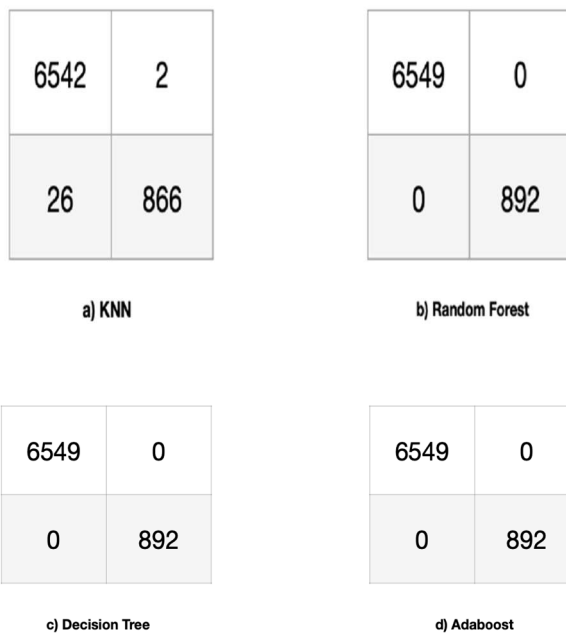 6542 2 6549 0
26 866 0 892
a) KNN b) Random Forest
6549 0 6549 0
0 892 0 892
c) Decision Tree d) Adaboost